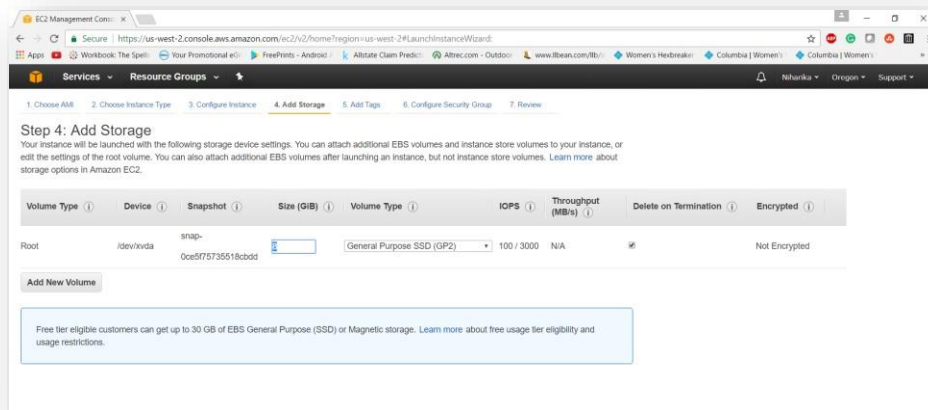 EC2 Management Consol
Secure | https://us-west-2.console.aws.amazon.com/ec2/v2/home?region=us-west-2#LaunchInstanceWizard:
Apps Workbook: The Spelli Your Promotional eGi FreePrints - Android / Allstate Claim Predict Altrec.com - Outdoor www.llbean.com/llb/ Women's Hexbreaker Columbia | Women's Columbia | Women's
Services Resource Groups Niharika Oregon Support
1. Choose AMI 2. Choose Instance Type 3. Configure Instance 4. Add Storage 5. Add Tags 6. Configure Security Group 7. Review
Step 4: Add Storage
Your instance will be launched with the following storage device settings. You can attach additional EBS volumes and instance store volumes to your instance, or
edit the settings of the root volume. You can also attach additional EBS volumes after launching an instance, but not instance store volumes. Learn more about
storage options in Amazon EC2.
Volume Type Device Snapshot Size (GiB) Volume Type IOPS Throughput (MB/s) Delete on Termination Encrypted
Root /dev/xvda snap-0ce5f75735518cbdd 8 General Purpose SSD (GP2) 100 / 3000 N/A Not Encrypted
Add New Volume
Free tier eligible customers can get up to 30 GB of EBS General Purpose (SSD) or Magnetic storage. Learn more about free usage tier eligibility and
usage restrictions.